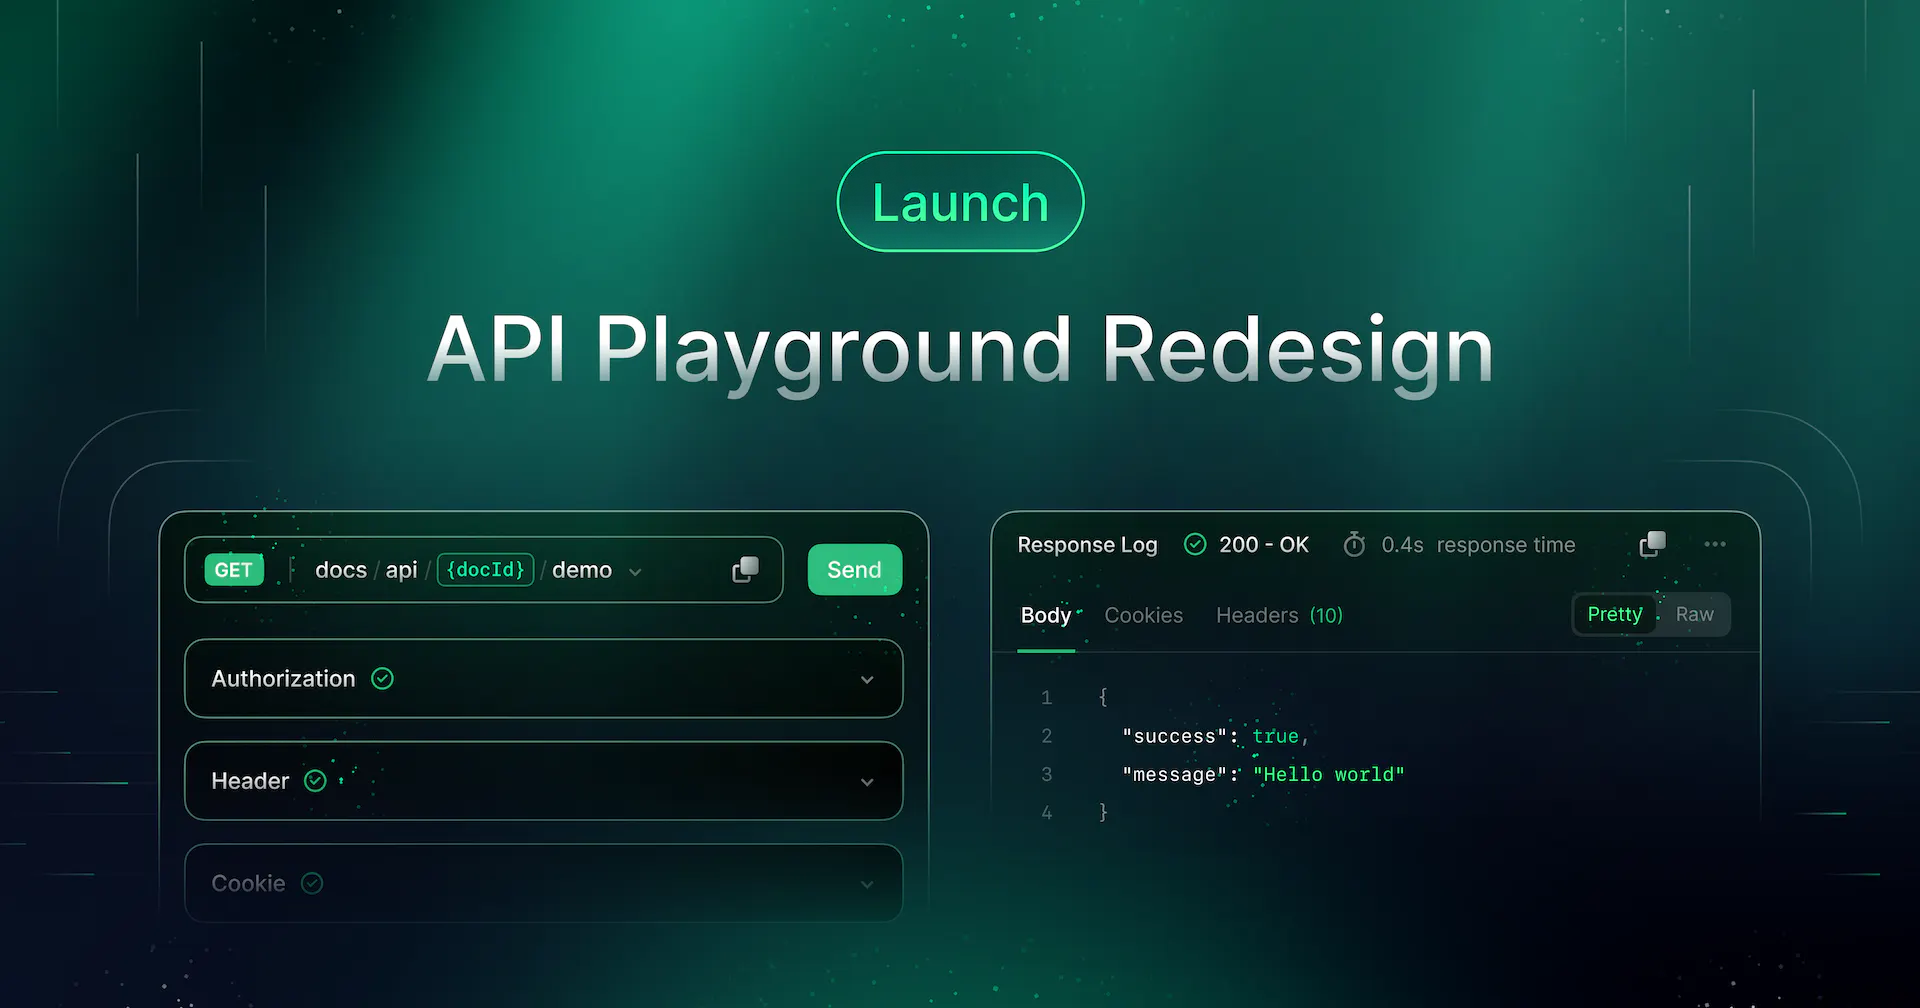 Launch
API Playground Redesign
GET docs / api / {docId} / demo
Send
Authorization
Header
Cookie
Response Log 200 - OK 0.4s response time
Body Cookies Headers (10)
Pretty Raw
1 {
2 "success": true,
3 "message": "Hello world"
4 }